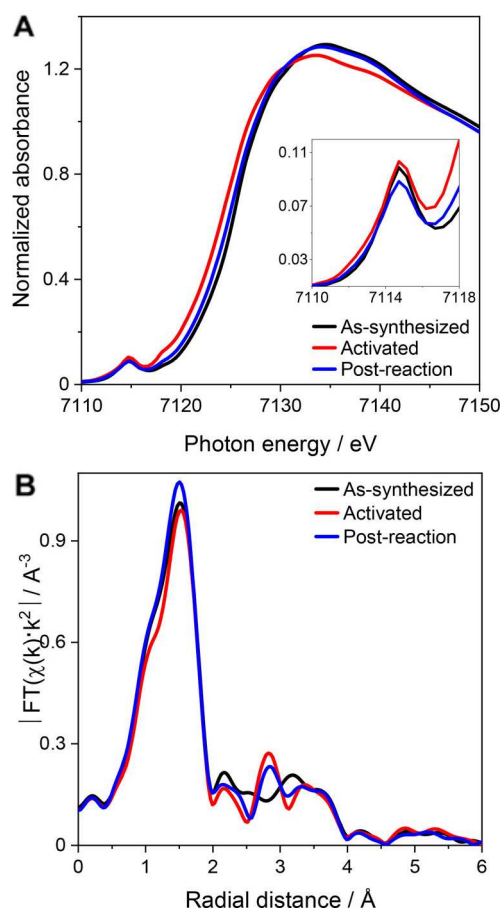 A
Normalized absorbance
1.2
0.8
0.4
0
0.11
0.07
0.03
7110 7114 7118
As-synthesized
Activated
Post-reaction
7110 7120 7130 7140 7150
Photon energy / eV
B
|FT(χ(k)·k²| / A⁻³
0.9
0.6
0.3
0
As-synthesized
Activated
Post-reaction
0 1 2 3 4 5 6
Radial distance / Å